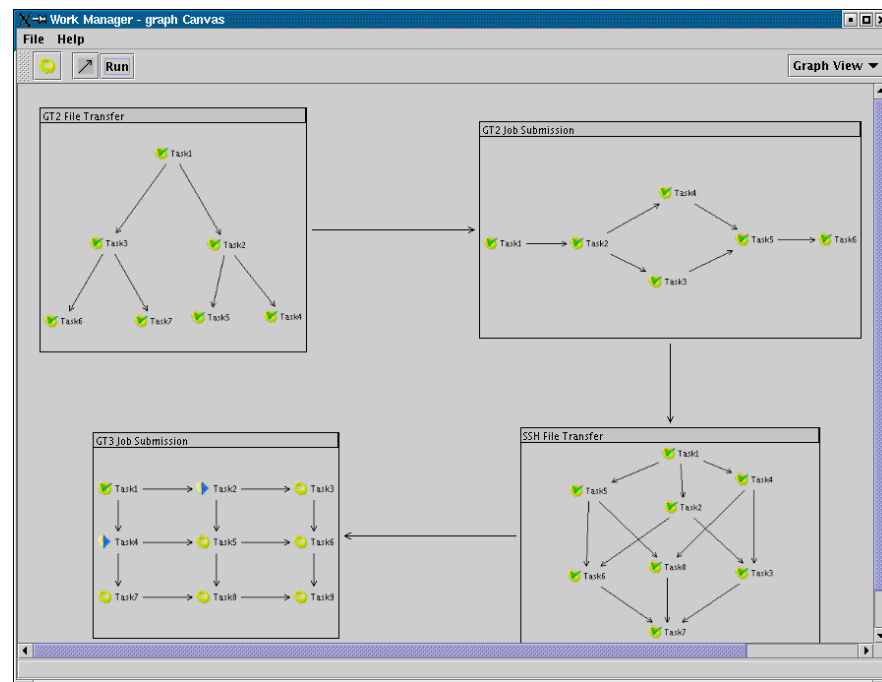 Work Manager - graph Canvas
File Help
Run
Graph View
GT2 File Transfer
Task1
Task3
Task2
Task6
Task7
Task5
Task4
GT2 Job Submission
Task4
Task1
Task2
Task5
Task6
Task3
GT3 Job Submission
Task1
Task2
Task3
Task4
Task5
Task6
Task7
Task8
Task9
SSH File Transfer
Task1
Task5
Task4
Task2
Task6
Task8
Task3
Task7